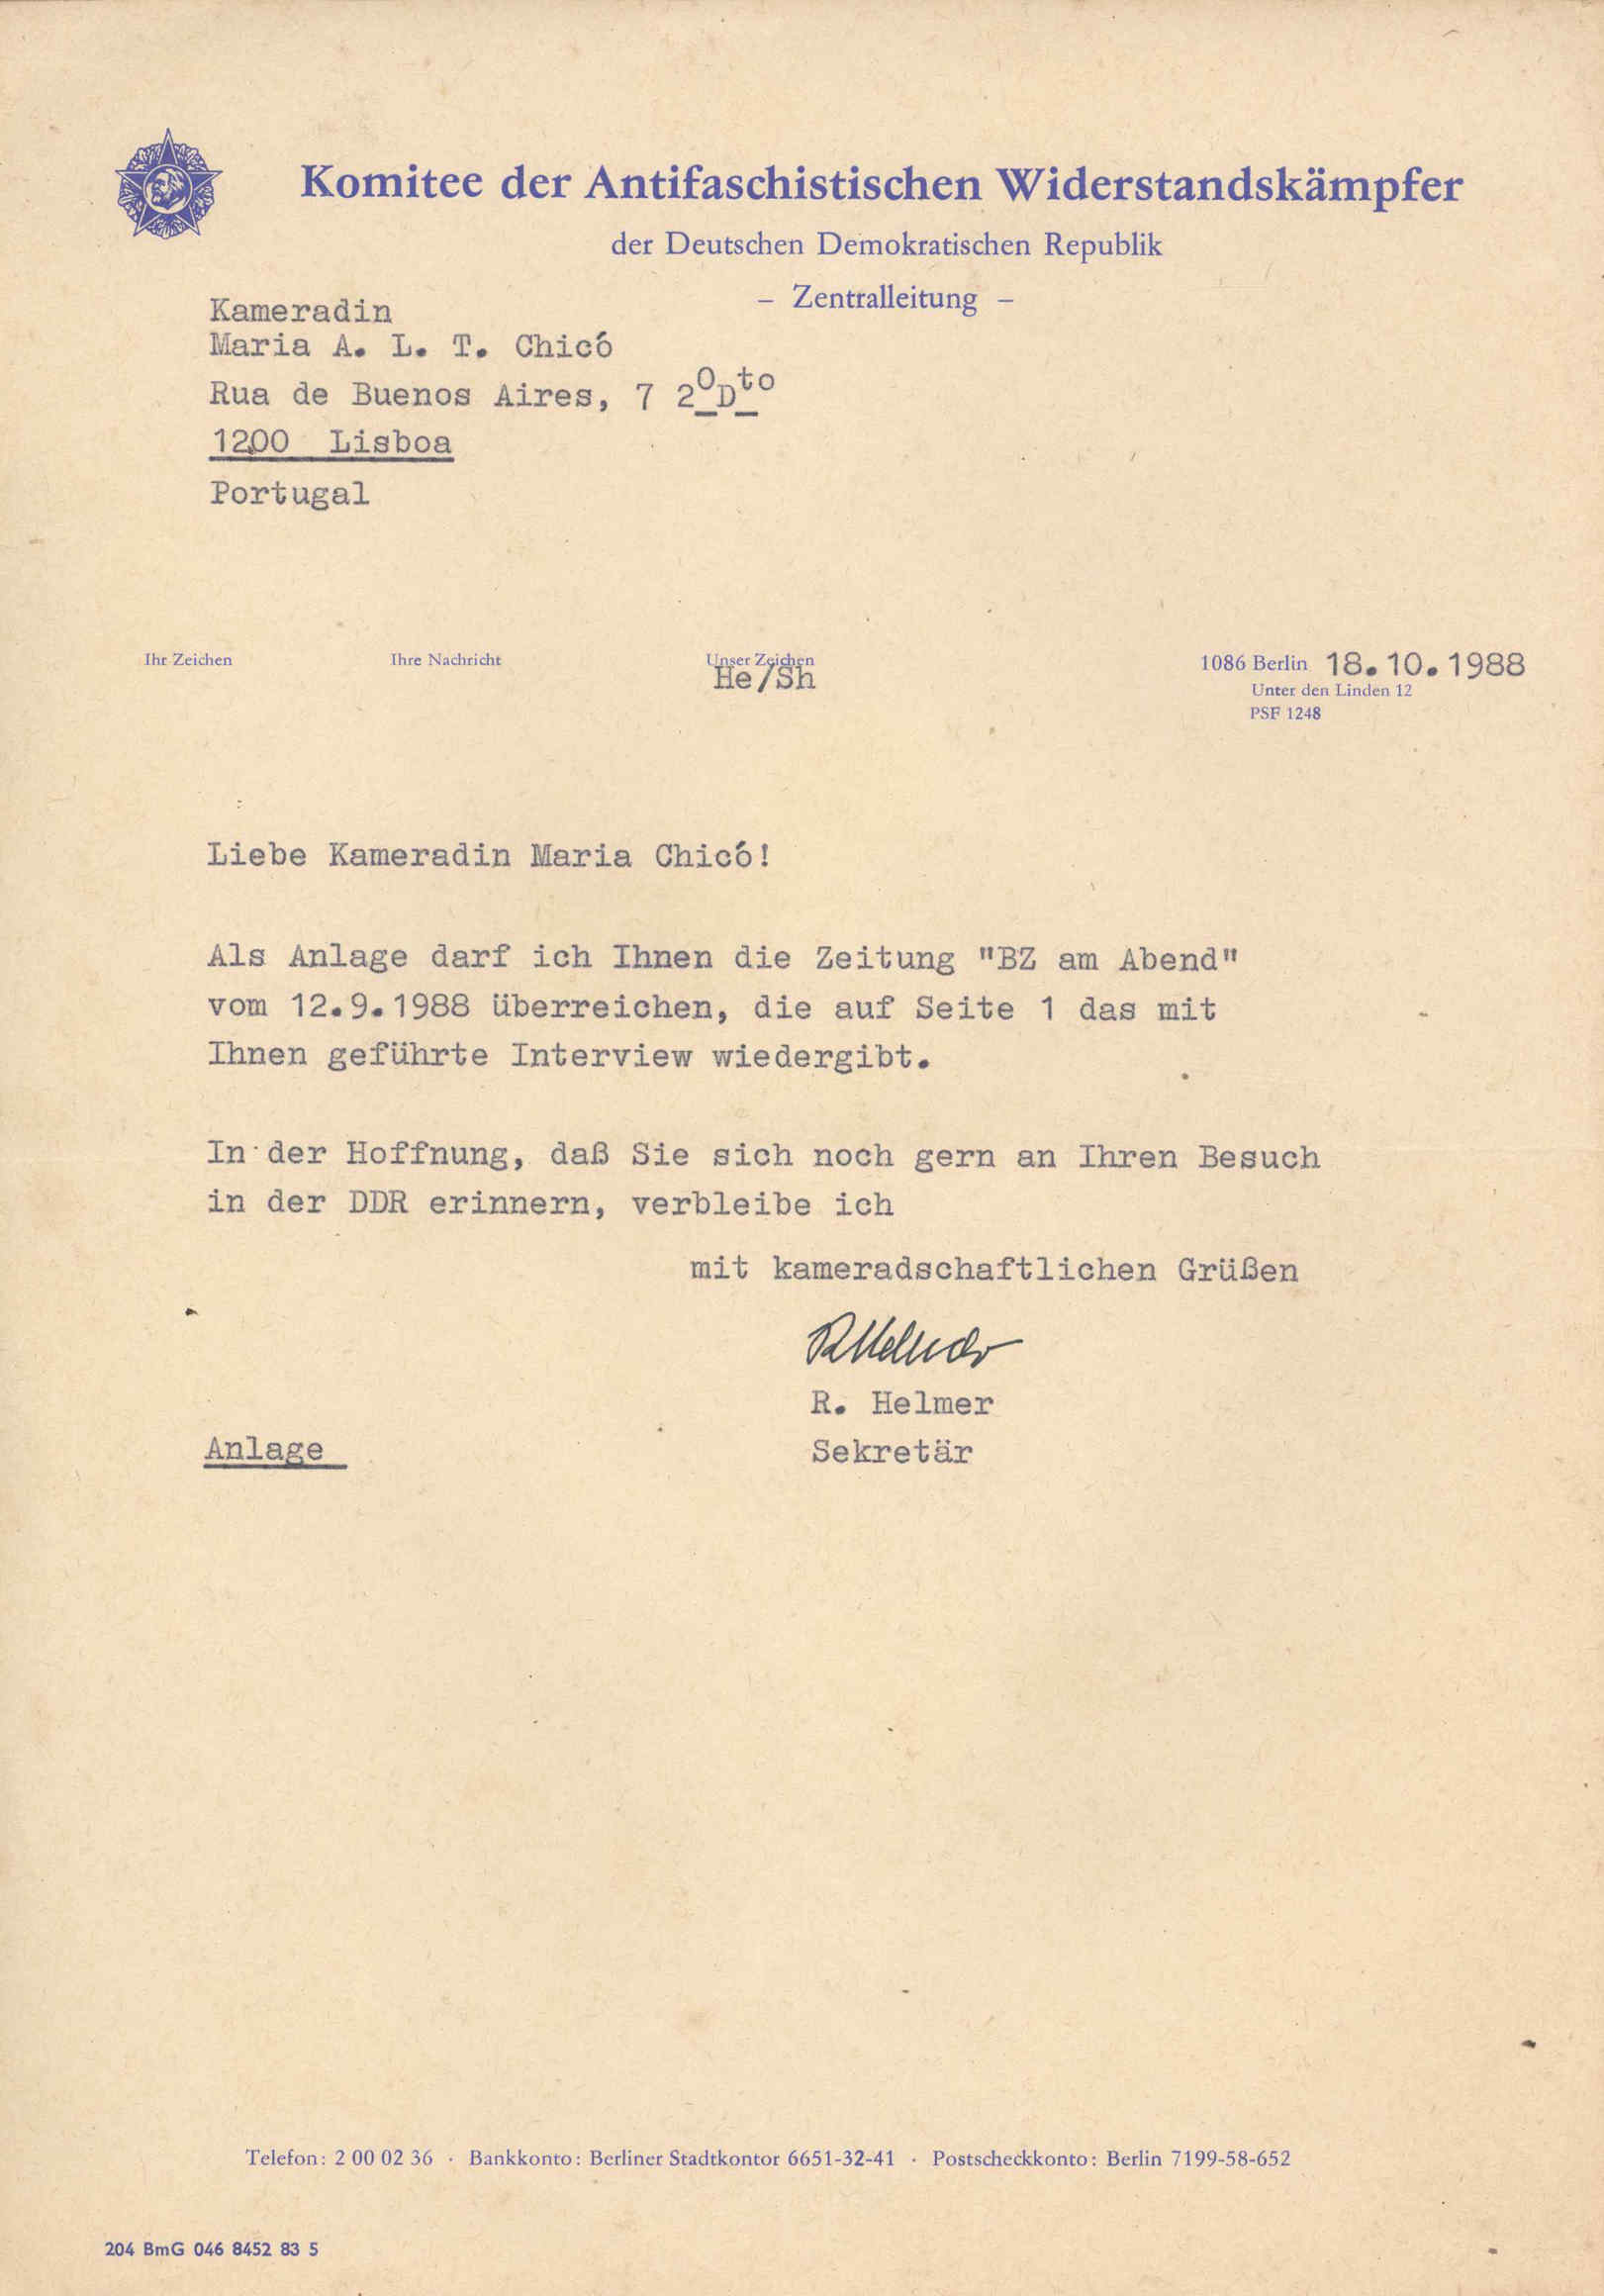 Komitee der Antifaschistischen Widerstandskämpfer
der Deutschen Demokratischen Republik
– Zentralleitung –
Kameradin
Maria A. L. T. Chicó
Rua de Buenos Aires, 7 2ºDᵗº
1200 Lisboa
Portugal
Ihr Zeichen Ihre Nachricht Unser Zeichen 1086 Berlin 18.10.1988
He/Sh
Unter den Linden 12
PSF 1248
Liebe Kameradin Maria Chicó!
Als Anlage darf ich Ihnen die Zeitung "BZ am Abend"
vom 12.9.1988 überreichen, die auf Seite 1 das mit
Ihnen geführte Interview wiedergibt.
In der Hoffnung, daß Sie sich noch gern an Ihren Besuch
in der DDR erinnern, verbleibe ich
mit kameradschaftlichen Grüßen
R Helmer
R. Helmer
Anlage
Sekretär
Telefon: 2 00 02 36 · Bankkonto: Berliner Stadtkontor 6651-32-41 · Postscheckkonto: Berlin 7199-58-652
204 BmG 046 8452 83 5